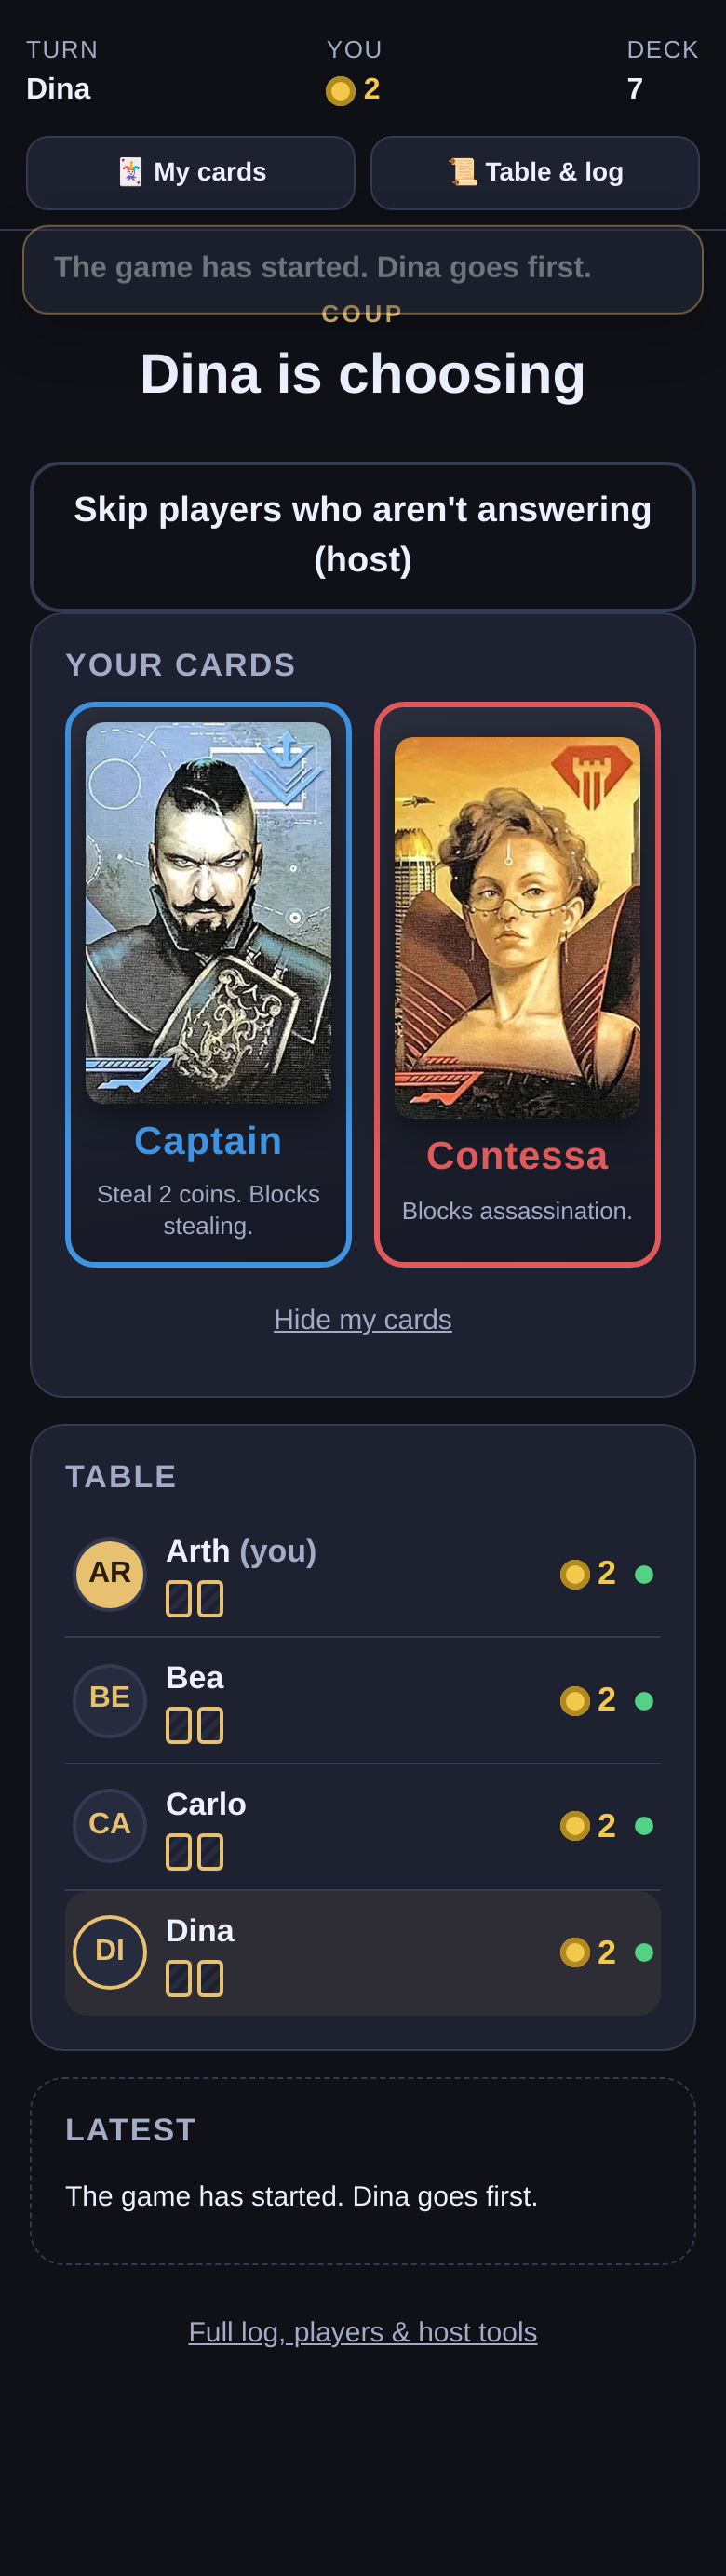 TURN
Dina
YOU
2
DECK
7
My cards
Table & log
The game has started. Dina goes first.
COUP
Dina is choosing
Skip players who aren't answering
(host)
YOUR CARDS
Captain
Steal 2 coins. Blocks
stealing.
Contessa
Blocks assassination.
Hide my cards
TABLE
AR
Arth (you)
2
BE
Bea
2
CA
Carlo
2
DI
Dina
2
LATEST
The game has started. Dina goes first.
Full log, players & host tools